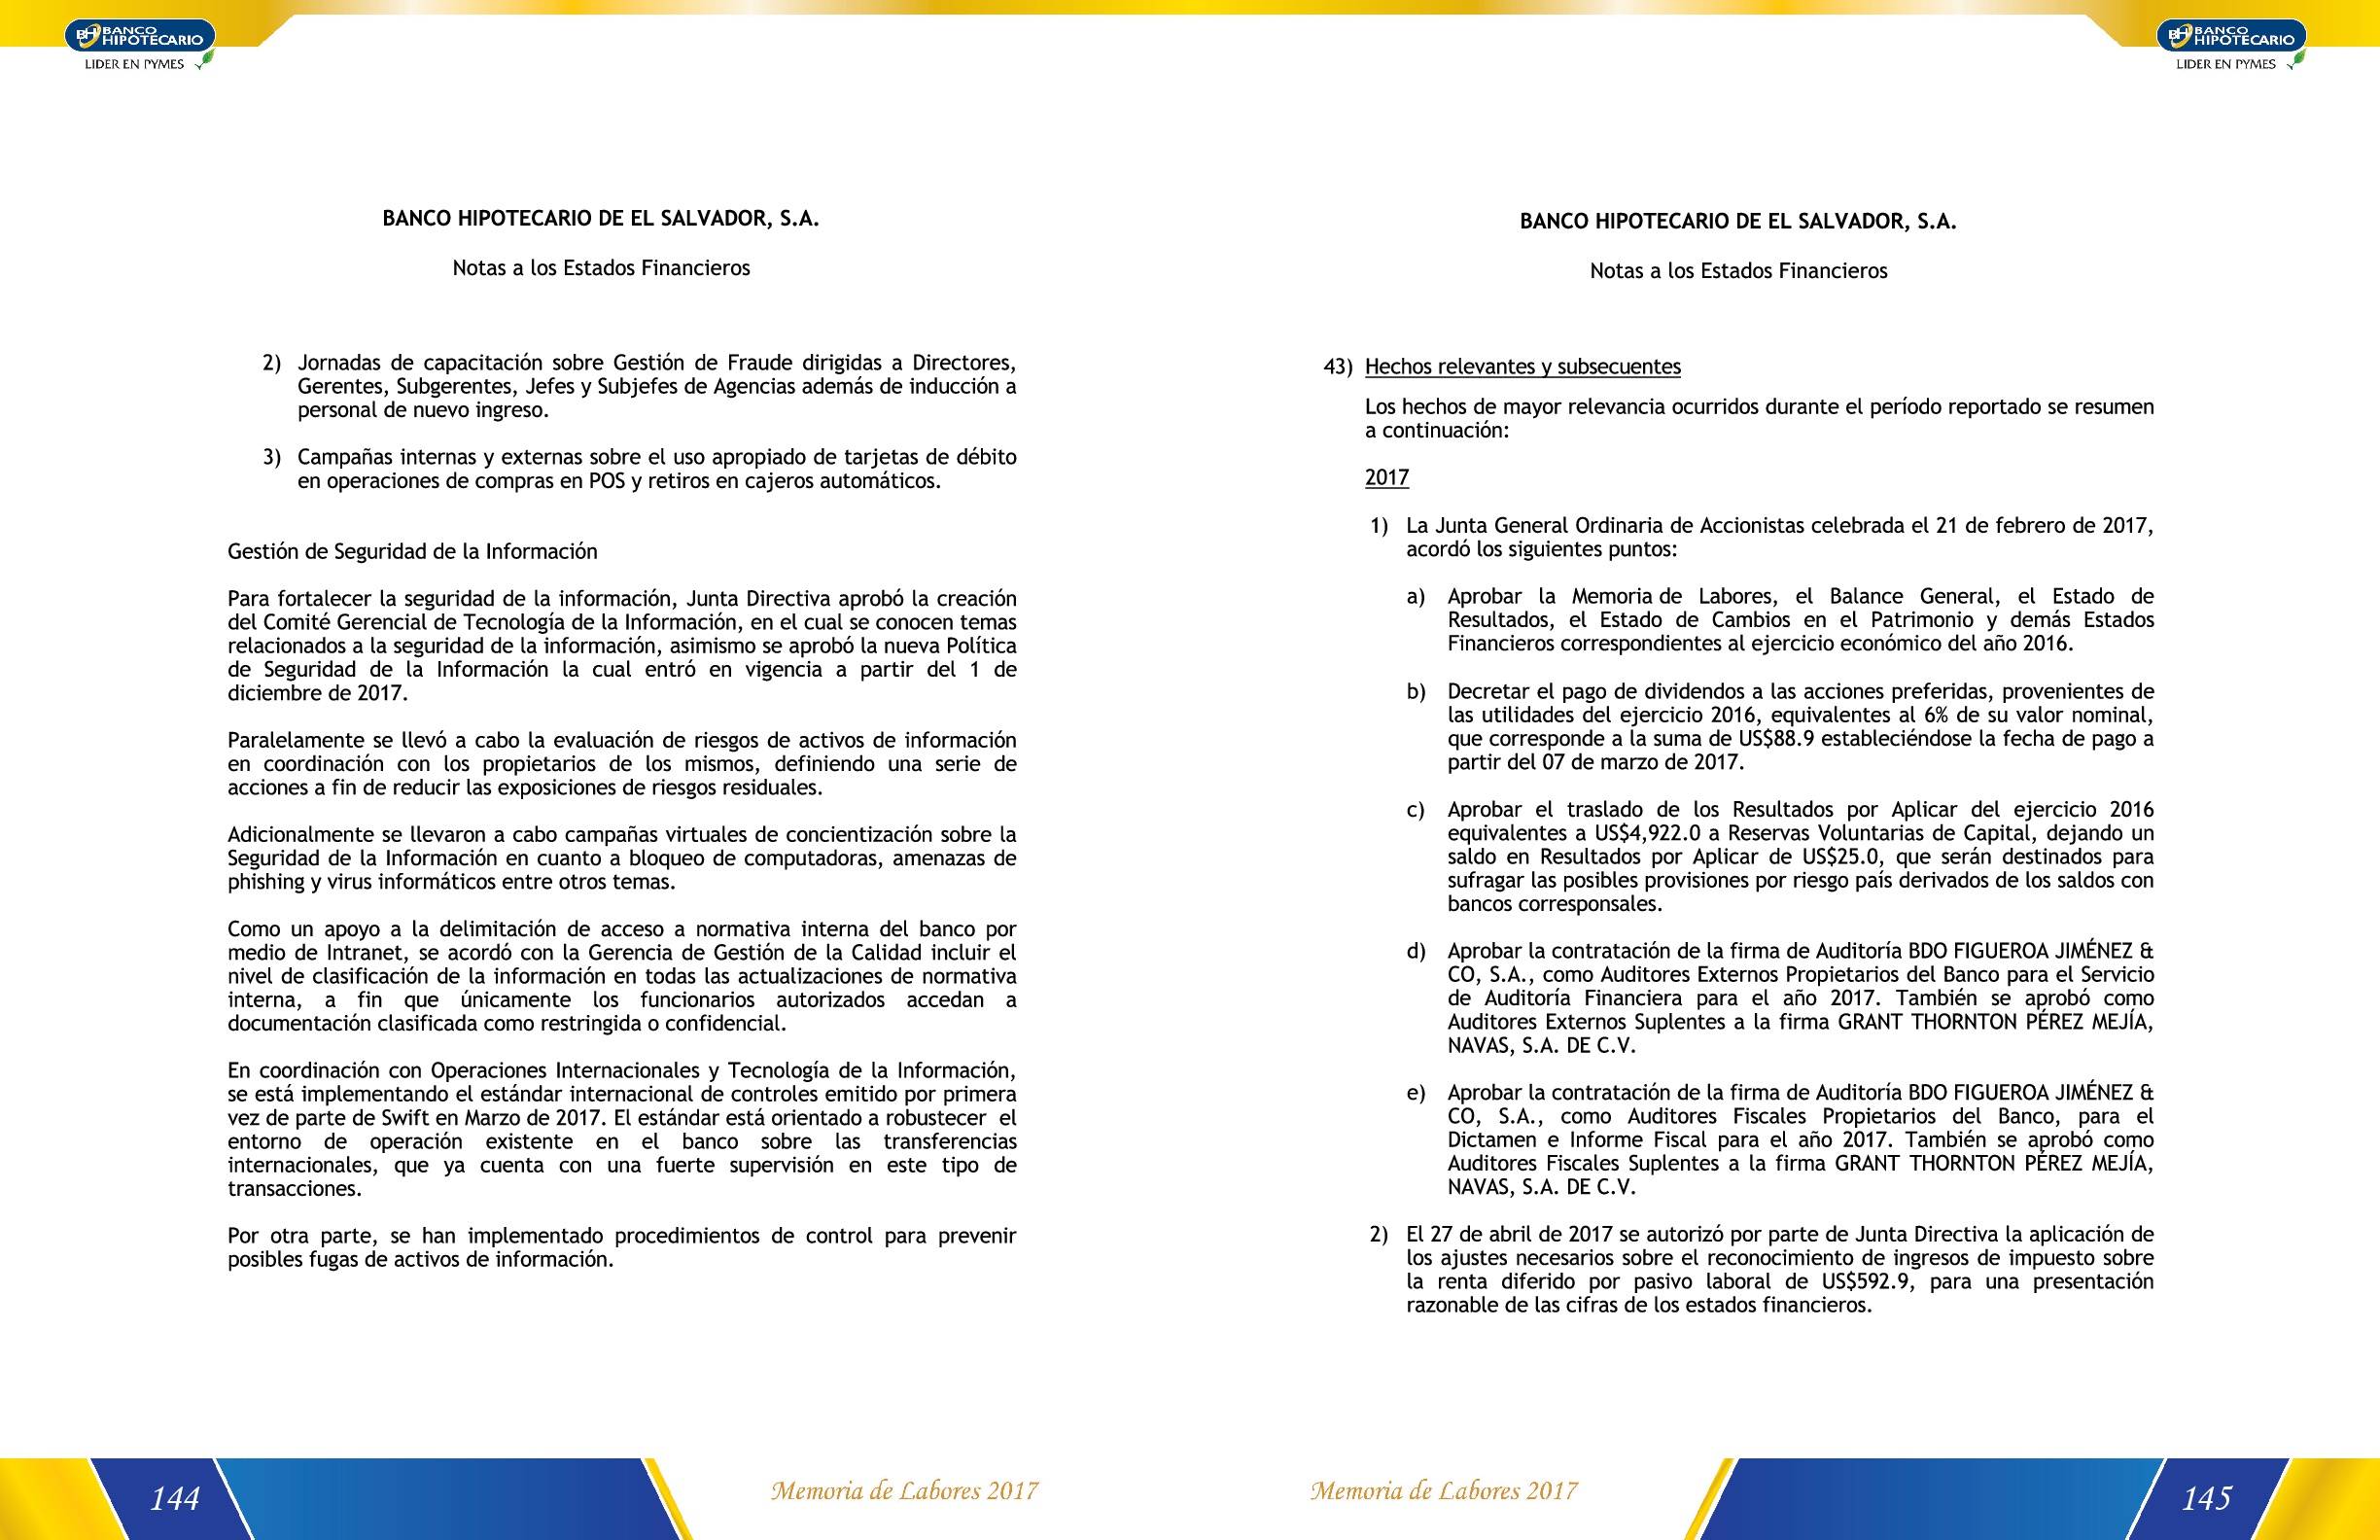 BH BANCO
HIPOTECARIO
LIDER EN PYMES
BANCO HIPOTECARIO DE EL SALVADOR, S.A.
Notas a los Estados Financieros
2) Jornadas de capacitación sobre Gestión de Fraude dirigidas a Directores,
Gerentes, Subgerentes, Jefes y Subjefes de Agencias además de inducción a
personal de nuevo ingreso.
3) Campañas internas y externas sobre el uso apropiado de tarjetas de débito
en operaciones de compras en POS y retiros en cajeros automáticos.
Gestión de Seguridad de la Información
Para fortalecer la seguridad de la información, Junta Directiva aprobó la creación
del Comité Gerencial de Tecnología de la Información, en el cual se conocen temas
relacionados a la seguridad de la información, asimismo se aprobó la nueva Política
de Seguridad de la Información la cual entró en vigencia a partir del 1 de
diciembre de 2017.
Paralelamente se llevó a cabo la evaluación de riesgos de activos de información
en coordinación con los propietarios de los mismos, definiendo una serie de
acciones a fin de reducir las exposiciones de riesgos residuales.
Adicionalmente se llevaron a cabo campañas virtuales de concientización sobre la
Seguridad de la Información en cuanto a bloqueo de computadoras, amenazas de
phishing y virus informáticos entre otros temas.
Como un apoyo a la delimitación de acceso a normativa interna del banco por
medio de Intranet, se acordó con la Gerencia de Gestión de la Calidad incluir el
nivel de clasificación de la información en todas las actualizaciones de normativa
interna, a fin que únicamente los funcionarios autorizados accedan a
documentación clasificada como restringida o confidencial.
En coordinación con Operaciones Internacionales y Tecnología de la Información,
se está implementando el estándar internacional de controles emitido por primera
vez de parte de Swift en Marzo de 2017. El estándar está orientado a robustecer el
entorno de operación existente en el banco sobre las transferencias
internacionales, que ya cuenta con una fuerte supervisión en este tipo de
transacciones.
Por otra parte, se han implementado procedimientos de control para prevenir
posibles fugas de activos de información.
144
Memoria de Labores 2017
BH BANCO
HIPOTECARIO
LIDER EN PYMES
BANCO HIPOTECARIO DE EL SALVADOR, S.A.
Notas a los Estados Financieros
43) Hechos relevantes y subsecuentes
Los hechos de mayor relevancia ocurridos durante el período reportado se resumen
a continuación:
2017
1) La Junta General Ordinaria de Accionistas celebrada el 21 de febrero de 2017,
acordó los siguientes puntos:
a) Aprobar la Memoria de Labores, el Balance General, el Estado de
Resultados, el Estado de Cambios en el Patrimonio y demás Estados
Financieros correspondientes al ejercicio económico del año 2016.
b) Decretar el pago de dividendos a las acciones preferidas, provenientes de
las utilidades del ejercicio 2016, equivalentes al 6% de su valor nominal,
que corresponde a la suma de US$88.9 estableciéndose la fecha de pago a
partir del 07 de marzo de 2017.
c) Aprobar el traslado de los Resultados por Aplicar del ejercicio 2016
equivalentes a US$4,922.0 a Reservas Voluntarias de Capital, dejando un
saldo en Resultados por Aplicar de US$25.0, que serán destinados para
sufragar las posibles provisiones por riesgo país derivados de los saldos con
bancos corresponsales.
d) Aprobar la contratación de la firma de Auditoría BDO FIGUEROA JIMÉNEZ &
CO, S.A., como Auditores Externos Propietarios del Banco para el Servicio
de Auditoría Financiera para el año 2017. También se aprobó como
Auditores Externos Suplentes a la firma GRANT THORNTON PÉREZ MEJÍA,
NAVAS, S.A. DE C.V.
e) Aprobar la contratación de la firma de Auditoría BDO FIGUEROA JIMÉNEZ &
CO, S.A., como Auditores Fiscales Propietarios del Banco, para el
Dictamen e Informe Fiscal para el año 2017. También se aprobó como
Auditores Fiscales Suplentes a la firma GRANT THORNTON PÉREZ MEJÍA,
NAVAS, S.A. DE C.V.
2) El 27 de abril de 2017 se autorizó por parte de Junta Directiva la aplicación de
los ajustes necesarios sobre el reconocimiento de ingresos de impuesto sobre
la renta diferido por pasivo laboral de US$592.9, para una presentación
razonable de las cifras de los estados financieros.
Memoria de Labores 2017
145